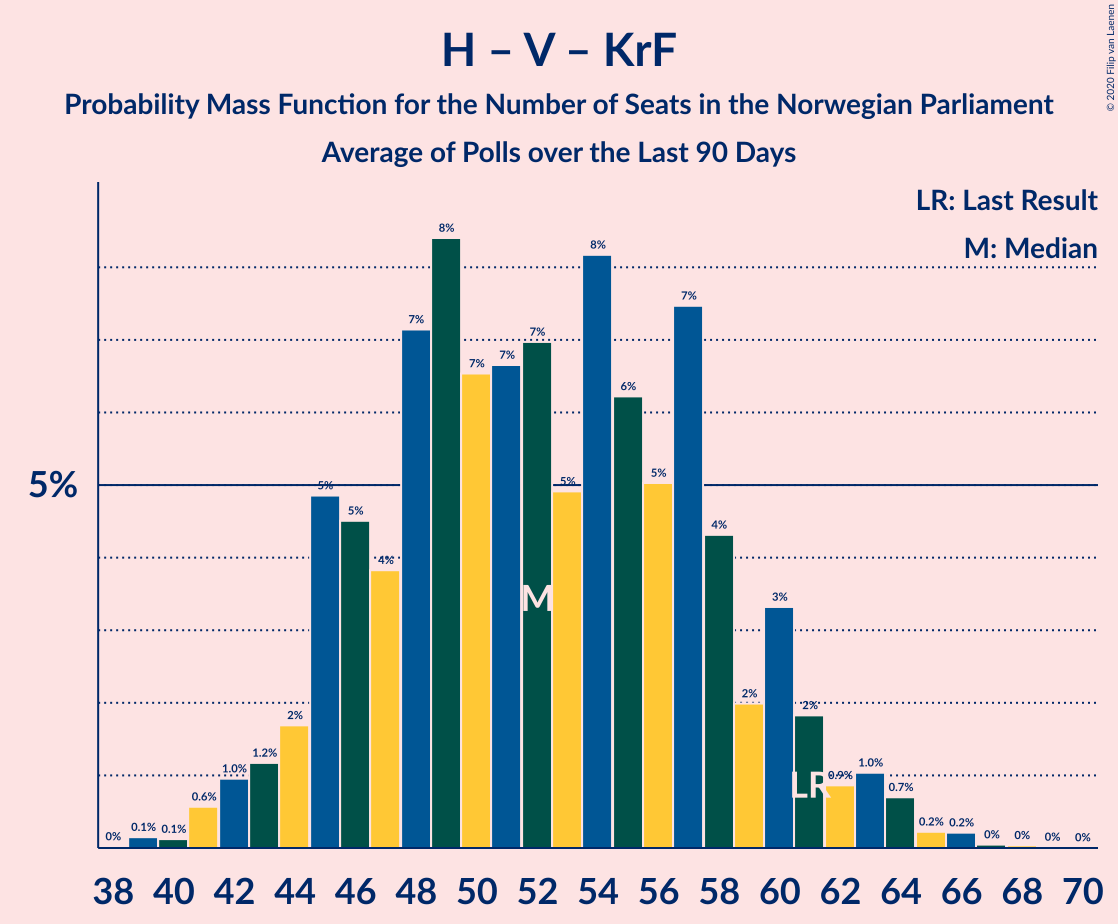 H – V – KrF
Probability Mass Function for the Number of Seats in the Norwegian Parliament
Average of Polls over the Last 90 Days
© 2020 Filip van Laenen
LR: Last Result
M: Median
5%
0% 0.1% 0.1% 0.6% 1.0% 1.2% 2% 5% 5% 4% 7% 8% 7% 7% 7% 5% 8% 6% 5% 7% 4% 2% 3% 2% 0.9% 1.0% 0.7% 0.2% 0.2% 0% 0% 0% 0%
M
LR
38 40 42 44 46 48 50 52 54 56 58 60 62 64 66 68 70